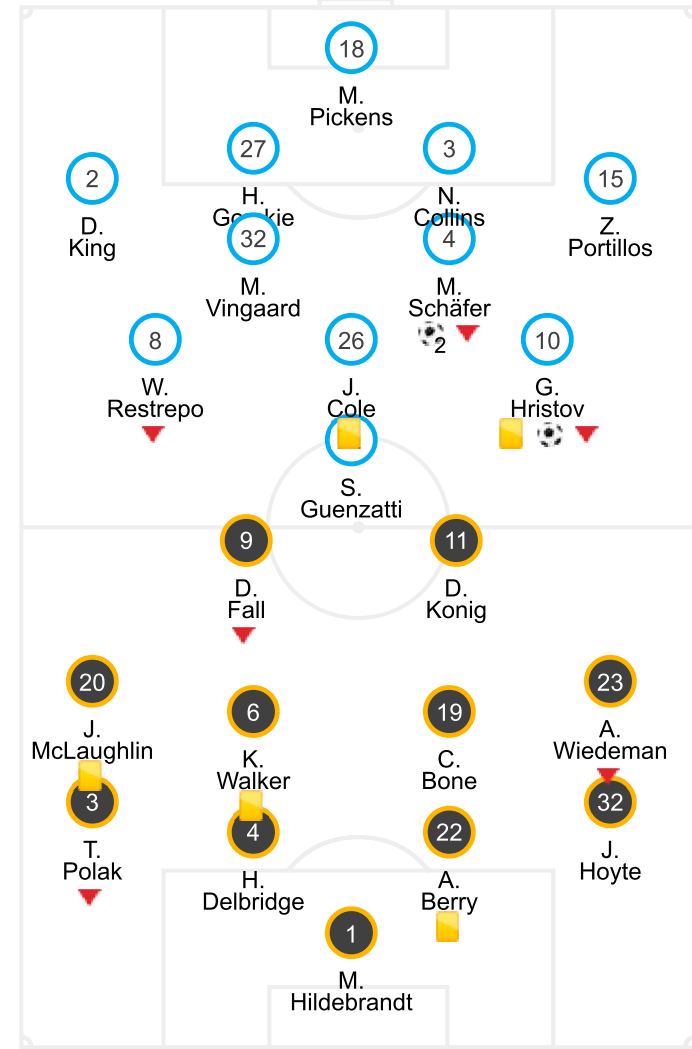 18
M.
Pickens
27
3
2
15
H.
N.
Collins
D.
King
Z.
Portillos
32
4
M.
Vingaard
M.
Schäfer
2
8
26
10
W.
Restrepo
J.
Cole
G.
Hristov
S.
Guenzatti
9
11
D.
Fall
D.
Konig
20
23
6
19
J.
McLaughlin
A.
Wiedeman
K.
Walker
C.
Bone
3
32
4
22
T.
Polak
J.
Hoyte
H.
Delbridge
A.
Berry
1
M.
Hildebrandt